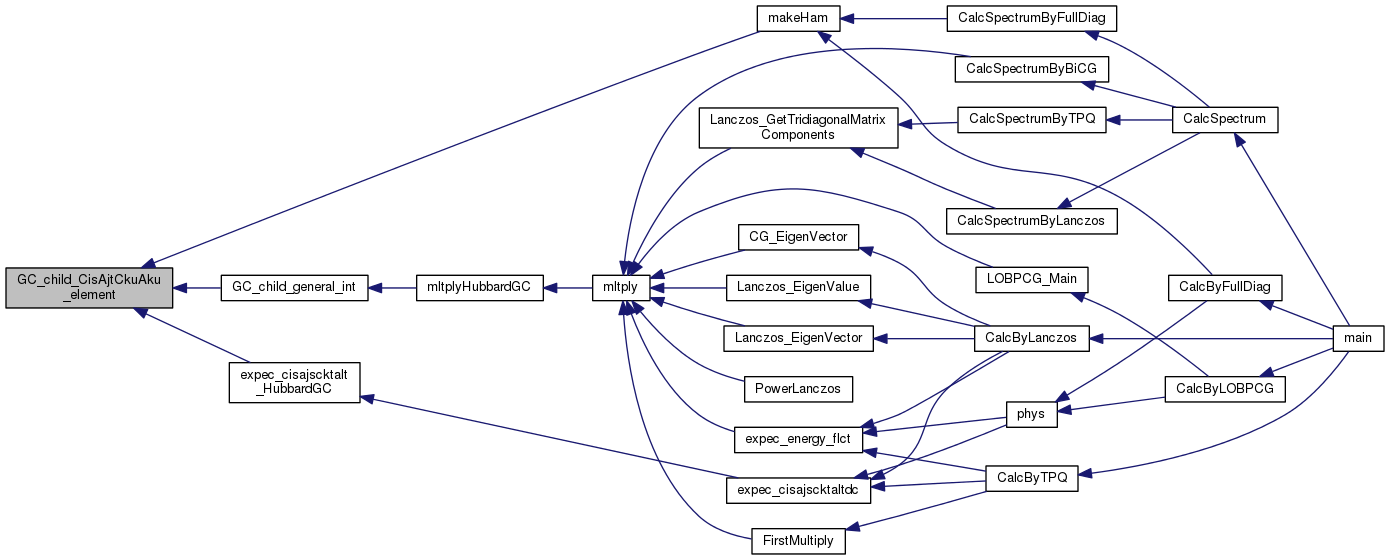 makeHam
CalcSpectrumByFullDiag
CalcSpectrumByBiCG
Lanczos_GetTridiagonalMatrix
Components
CalcSpectrumByTPQ
CalcSpectrum
CalcSpectrumByLanczos
CG_EigenVector
GC_child_CisAjtCkuAku
_element
GC_child_general_int
mltplyHubbardGC
mltply
Lanczos_EigenValue
LOBPCG_Main
CalcByFullDiag
Lanczos_EigenVector
CalcByLanczos
main
expec_cisajscktalt
_HubbardGC
PowerLanczos
CalcByLOBPCG
phys
expec_energy_flct
expec_cisajscktaltdc
CalcByTPQ
FirstMultiply